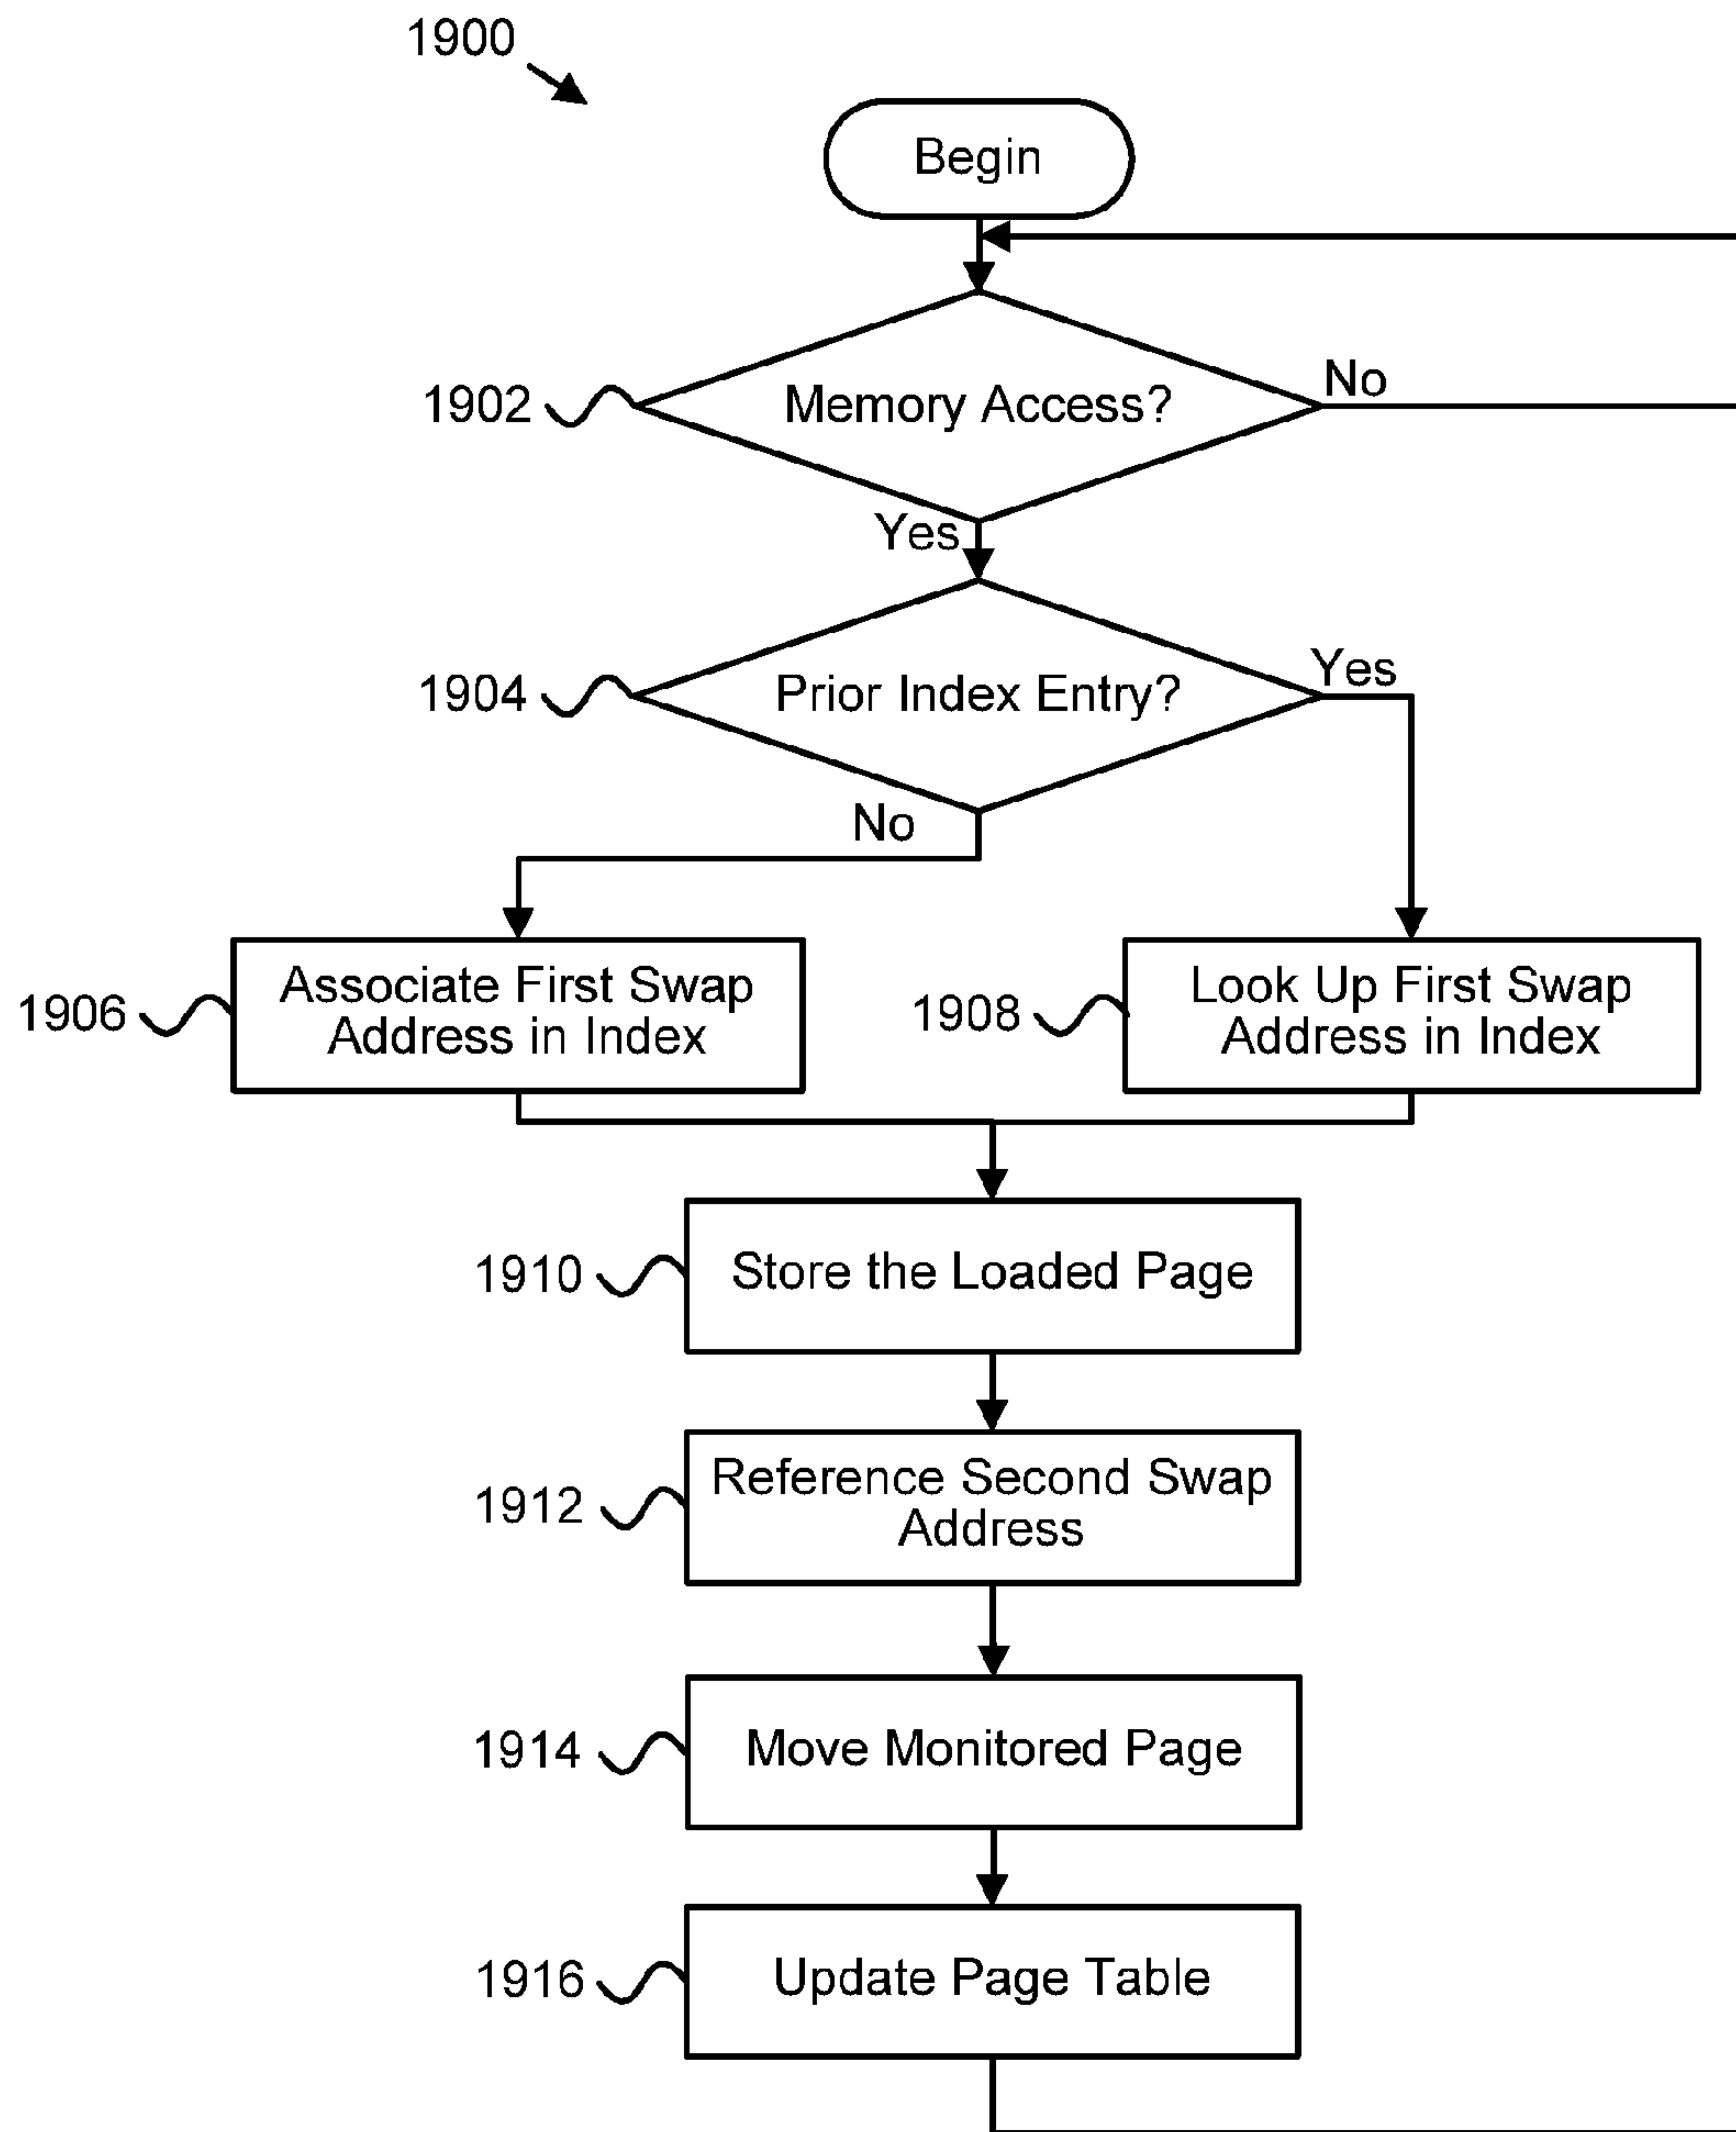 1900
Begin
1902
Memory Access?
No
Yes
1904
Prior Index Entry?
Yes
No
1906
Associate First Swap
Address in Index
1908
Look Up First Swap
Address in Index
1910
Store the Loaded Page
1912
Reference Second Swap
Address
1914
Move Monitored Page
1916
Update Page Table